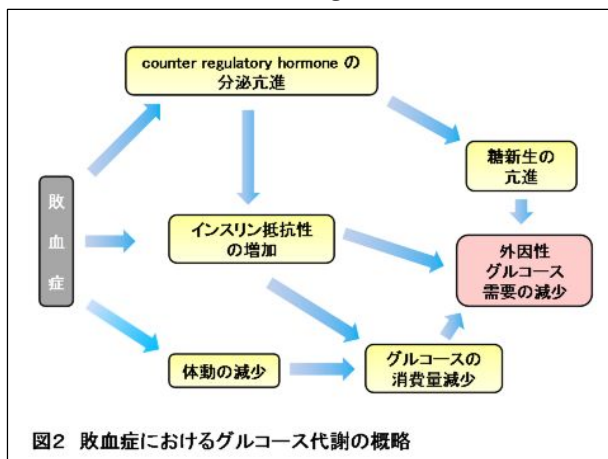 counter regulatory hormone の
分泌亢進
糖新生の
亢進
敗
血
症
インスリン抵抗性
の増加
外因性
グルコース
需要の減少
体動の減少
グルコースの
消費量減少
図2 敗血症におけるグルコース代謝の概略